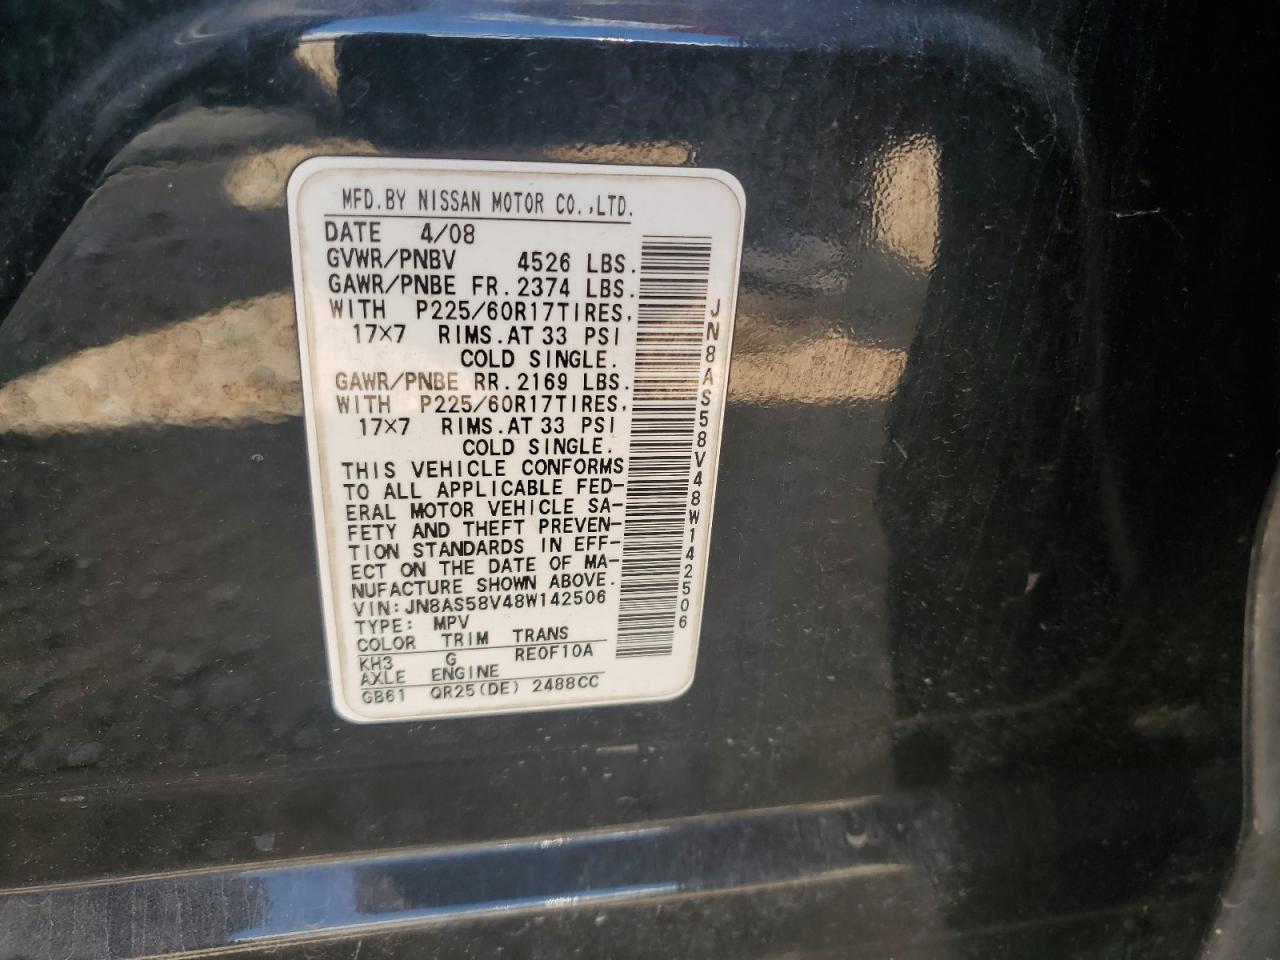 MFD.BY NISSAN MOTOR CO.,LTD.
DATE 4/08
GVWR/PNBV 4526 LBS.
GAWR/PNBE FR.2374 LBS.
WITH P225/60R17TIRES,
17×7 RIMS.AT 33 PSI
COLD SINGLE.
GAWR/PNBE RR.2169 LBS.
WITH P225/60R17TIRES,
17×7 RIMS.AT 33 PSI
COLD SINGLE.
THIS VEHICLE CONFORMS
TO ALL APPLICABLE FED-
ERAL MOTOR VEHICLE SA-
FETY AND THEFT PREVEN-
TION STANDARDS IN EFF-
ECT ON THE DATE OF MA-
NUFACTURE SHOWN ABOVE.
VIN:JN8AS58V48W142506
TYPE: MPV
COLOR TRIM TRANS
KH3 G RE0F10A
AXLE ENGINE
GB61 QR25(DE) 2488CC
JN8AS58V48W142506